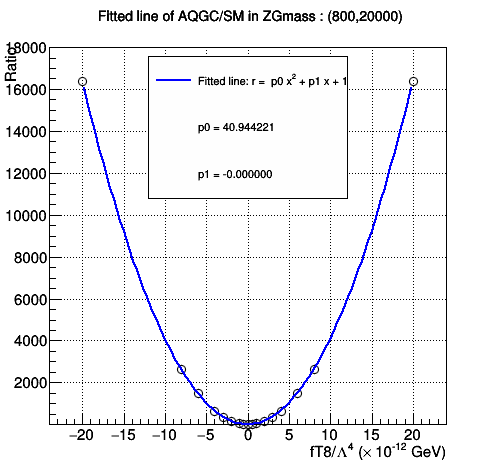 FItted line of AQGC/SM in ZGmass : (800,20000)
Ratio
18000
16000
14000
12000
10000
8000
6000
4000
2000
Fitted line: r = p0 x² + p1 x + 1
p0 = 40.944221
p1 = -0.000000
−20 −15 −10 −5 0 5 10 15 20
fT8/Λ⁴ (× 10⁻¹² GeV)